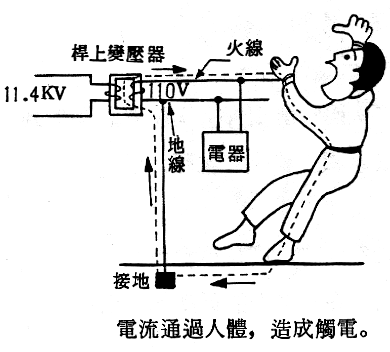 桿上變壓器
火線
11.4KV
110V
地線
電器
接地
電流通過人體，造成觸電。